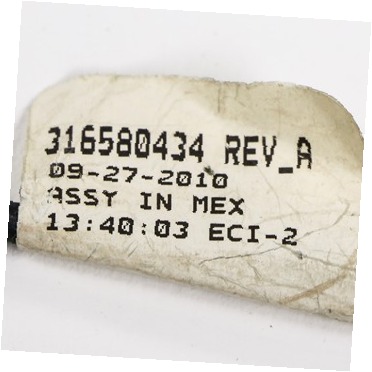 316580434 REV_A
09-27-2010
ASSY IN MEX
13:40:03 ECI-2